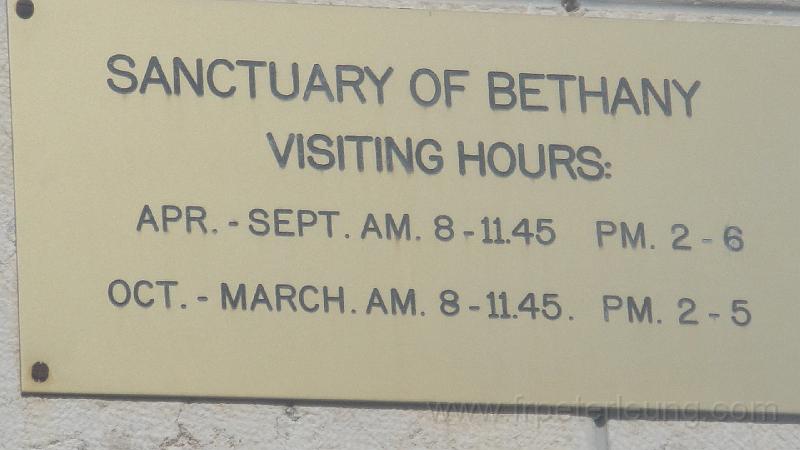 SANCTUARY OF BETHANY
VISITING HOURS:
APR. - SEPT. AM. 8 - 11.45 PM. 2 - 6
OCT. - MARCH. AM. 8 - 11.45. PM. 2 - 5
www.frpeterleung.com